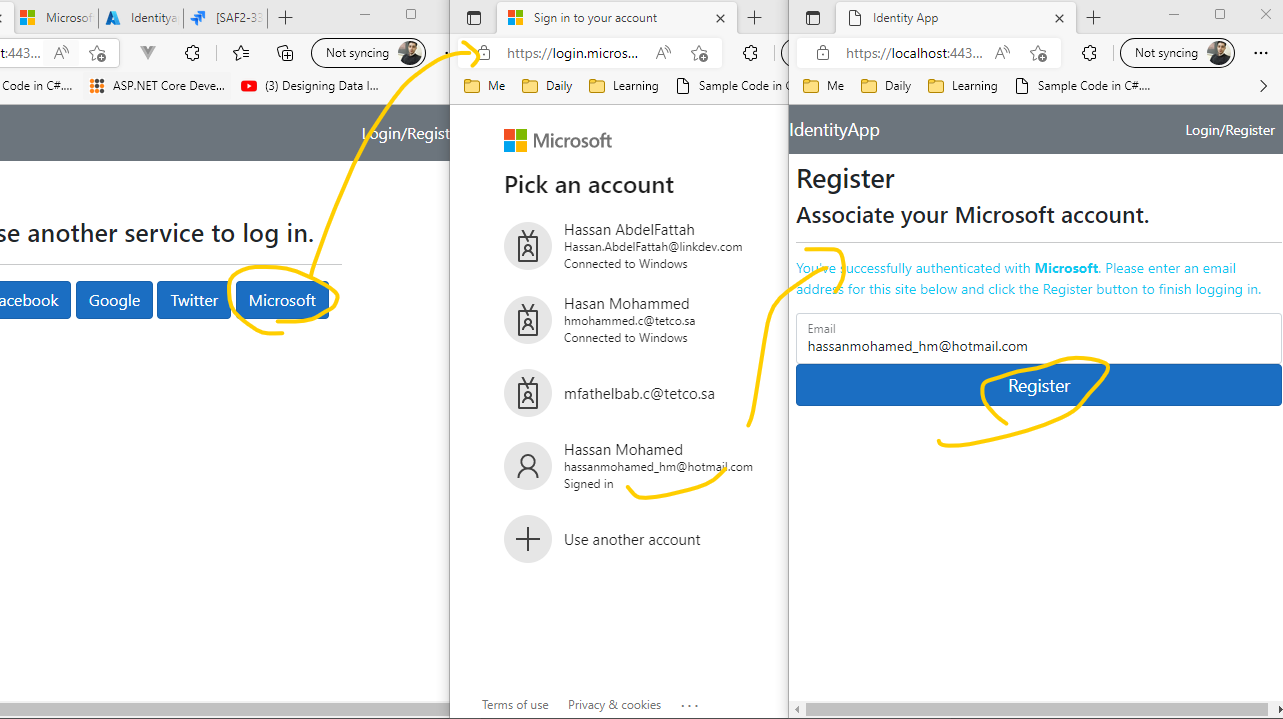 Microsof
Identitya
[SAF2-33
t:443...
Not syncing
Code in C#....
ASP.NET Core Deve...
(3) Designing Data I...
Login/Regist
se another service to log in.
acebook
Google
Twitter
Microsoft
Sign in to your account
https://login.micros...
Me
Daily
Learning
Sample Code in C
Microsoft
Pick an account
Hassan AbdelFattah
Hassan.AbdelFattah@linkdev.com
Connected to Windows
Hasan Mohammed
hmohammed.c@tetco.sa
Connected to Windows
mfathelbab.c@tetco.sa
Hassan Mohamed
hassanmohamed_hm@hotmail.com
Signed in
Use another account
Terms of use
Privacy & cookies
...
Identity App
https://localhost:443...
Not syncing
Me
Daily
Learning
Sample Code in C#....
IdentityApp
Login/Register
Register
Associate your Microsoft account.
You've successfully authenticated with Microsoft. Please enter an email
address for this site below and click the Register button to finish logging in.
Email
hassanmohamed_hm@hotmail.com
Register